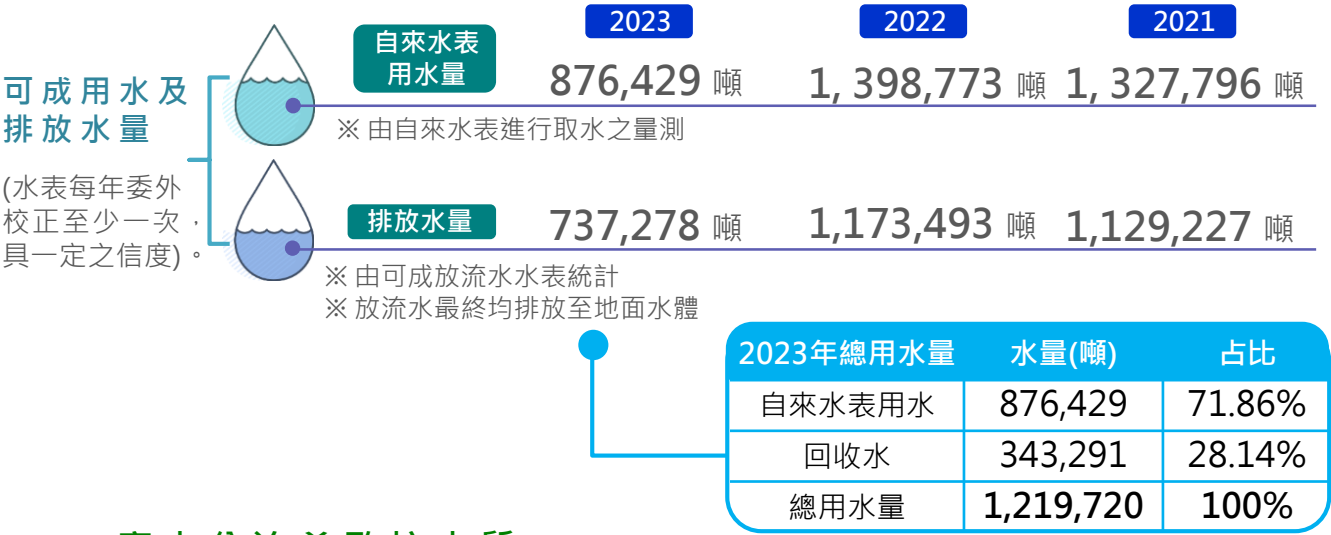 2023 2022 2021
自來水表
用水量
876,429 噸 1, 398,773 噸 1, 327,796 噸
可成用水及
排放水量
※ 由自來水表進行取水之量測
(水表每年委外
校正至少一次，
具一定之信度)。
排放水量 737,278 噸 1,173,493 噸 1,129,227 噸
※ 由可成放流水水表統計
※ 放流水最終均排放至地面水體
2023年總用水量 水量(噸) 占比
自來水表用水 876,429 71.86%
回收水 343,291 28.14%
總用水量 1,219,720 100%